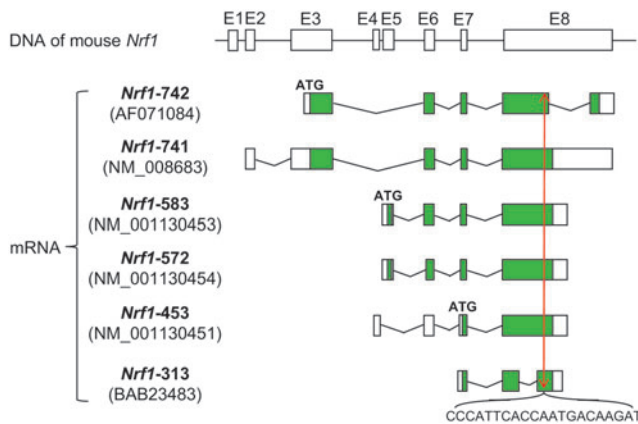 E1 E2 E3 E4 E5 E6 E7 E8
DNA of mouse Nrf1
mRNA
Nrf1-742
(AF071084)
ATG
Nrf1-741
(NM_008683)
Nrf1-583
(NM_001130453)
ATG
Nrf1-572
(NM_001130454)
Nrf1-453
(NM_001130451)
ATG
Nrf1-313
(BAB23483)
CCCATTCACCAATGACAAGAT